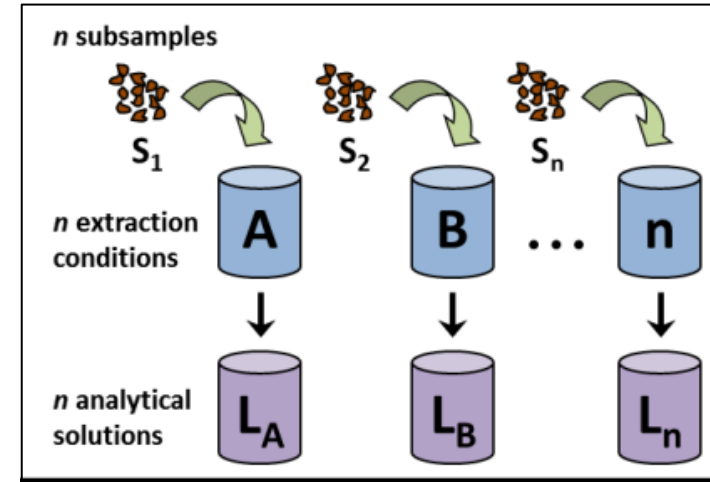 n subsamples
S1 S2 Sn
n extraction
conditions
A B ... n
n analytical
solutions
LA LB Ln